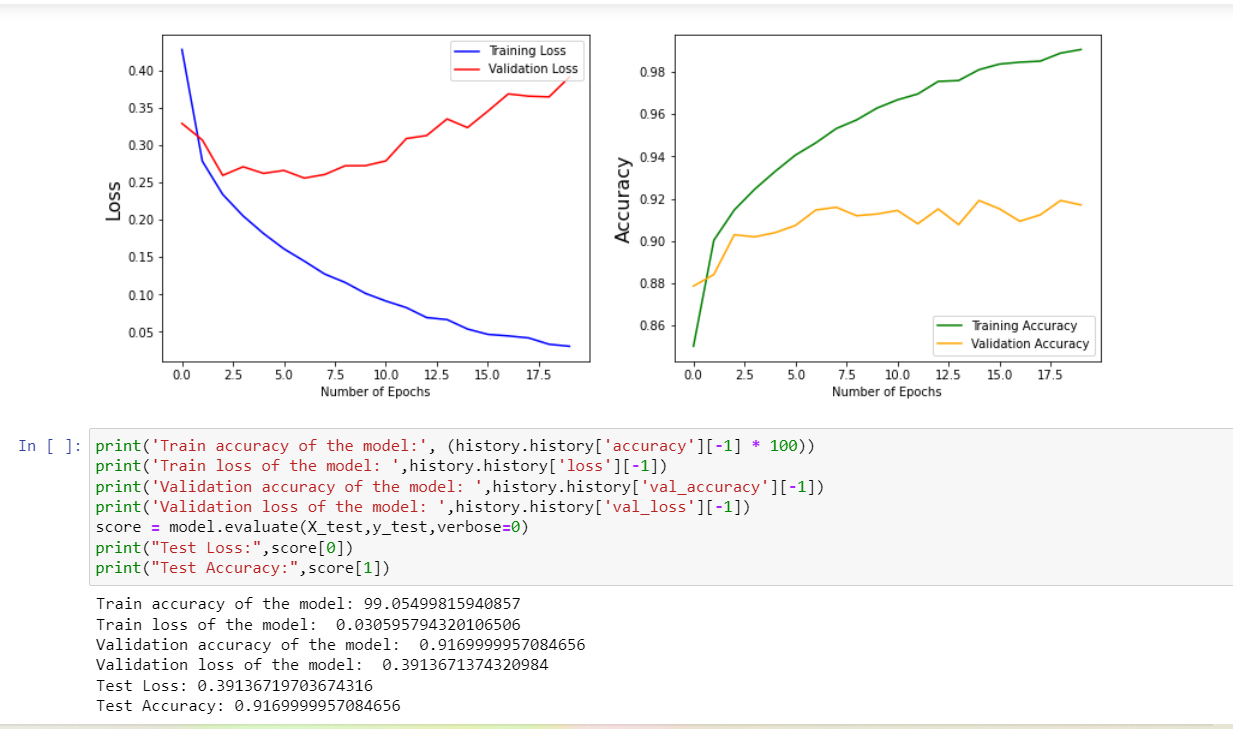 Training Loss
Validation Loss
0.40
0.35
0.30
0.25
0.20
0.15
0.10
0.05
Loss
0.0 2.5 5.0 7.5 10.0 12.5 15.0 17.5
Number of Epochs
0.98
0.96
0.94
0.92
0.90
0.88
0.86
Accuracy
Training Accuracy
Validation Accuracy
0.0 2.5 5.0 7.5 10.0 12.5 15.0 17.5
Number of Epochs
In [ ]: print('Train accuracy of the model:', (history.history['accuracy'][-1] * 100))
print('Train loss of the model: ',history.history['loss'][-1])
print('Validation accuracy of the model: ',history.history['val_accuracy'][-1])
print('Validation loss of the model: ',history.history['val_loss'][-1])
score = model.evaluate(X_test,y_test,verbose=0)
print("Test Loss:",score[0])
print("Test Accuracy:",score[1])
Train accuracy of the model: 99.05499815940857
Train loss of the model:  0.030595794320106506
Validation accuracy of the model:  0.9169999957084656
Validation loss of the model:  0.3913671374320984
Test Loss: 0.39136719703674316
Test Accuracy: 0.9169999957084656